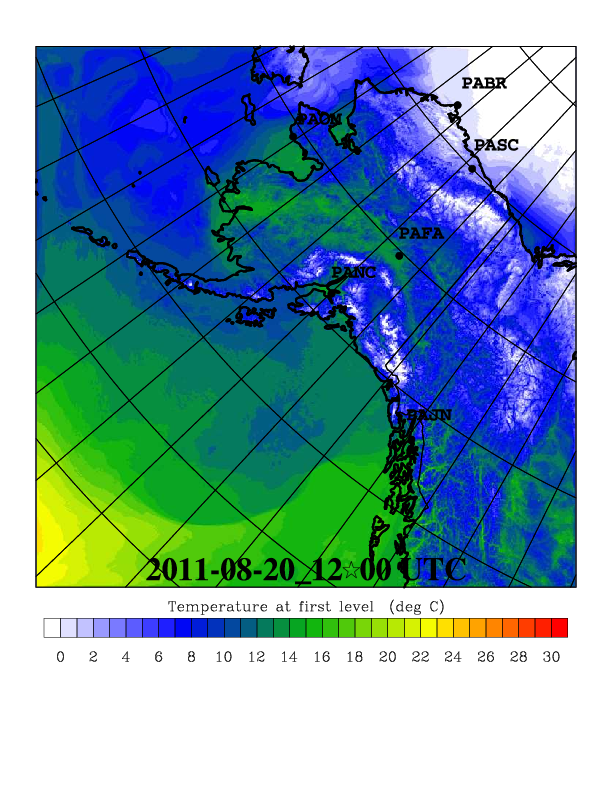 PABR
PAOM
PASC
PAFA
PANC
PAJN
2011-08-20_12☆00 UTC
Temperature at first level (deg C)
0 2 4 6 8 10 12 14 16 18 20 22 24 26 28 30